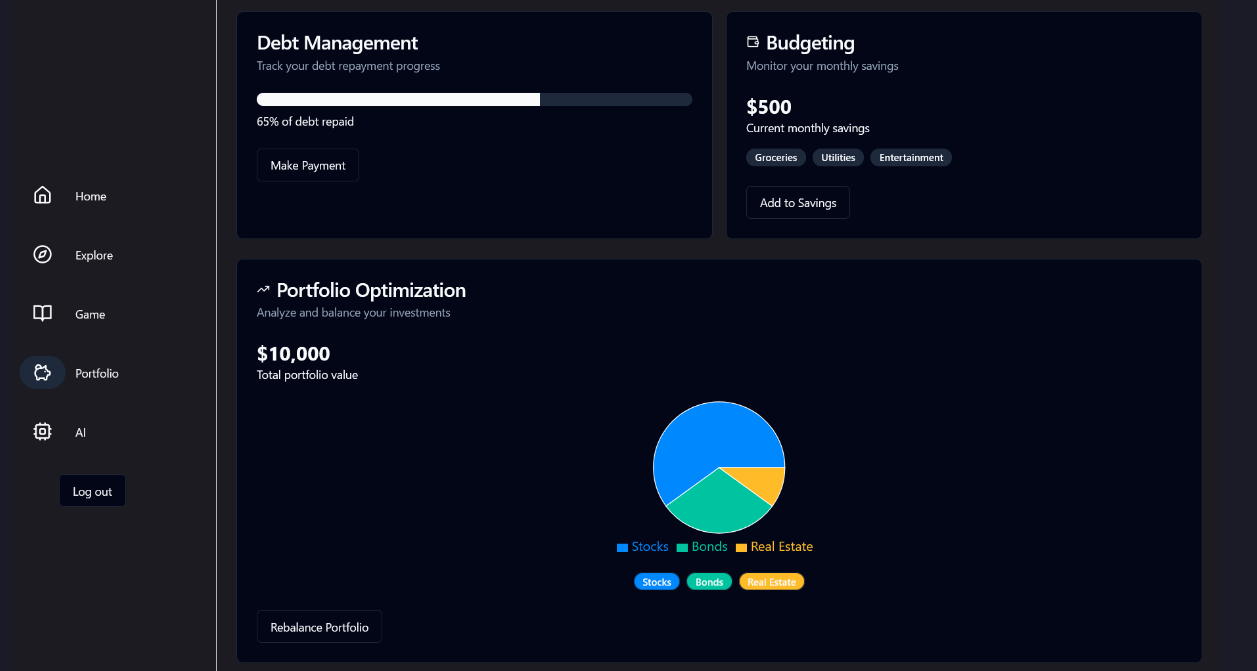 Home
Explore
Game
Portfolio
AI
Log out
Debt Management
Track your debt repayment progress
65% of debt repaid
Make Payment
Budgeting
Monitor your monthly savings
$500
Current monthly savings
Groceries Utilities Entertainment
Add to Savings
Portfolio Optimization
Analyze and balance your investments
$10,000
Total portfolio value
Stocks Bonds Real Estate
Stocks Bonds Real Estate
Rebalance Portfolio